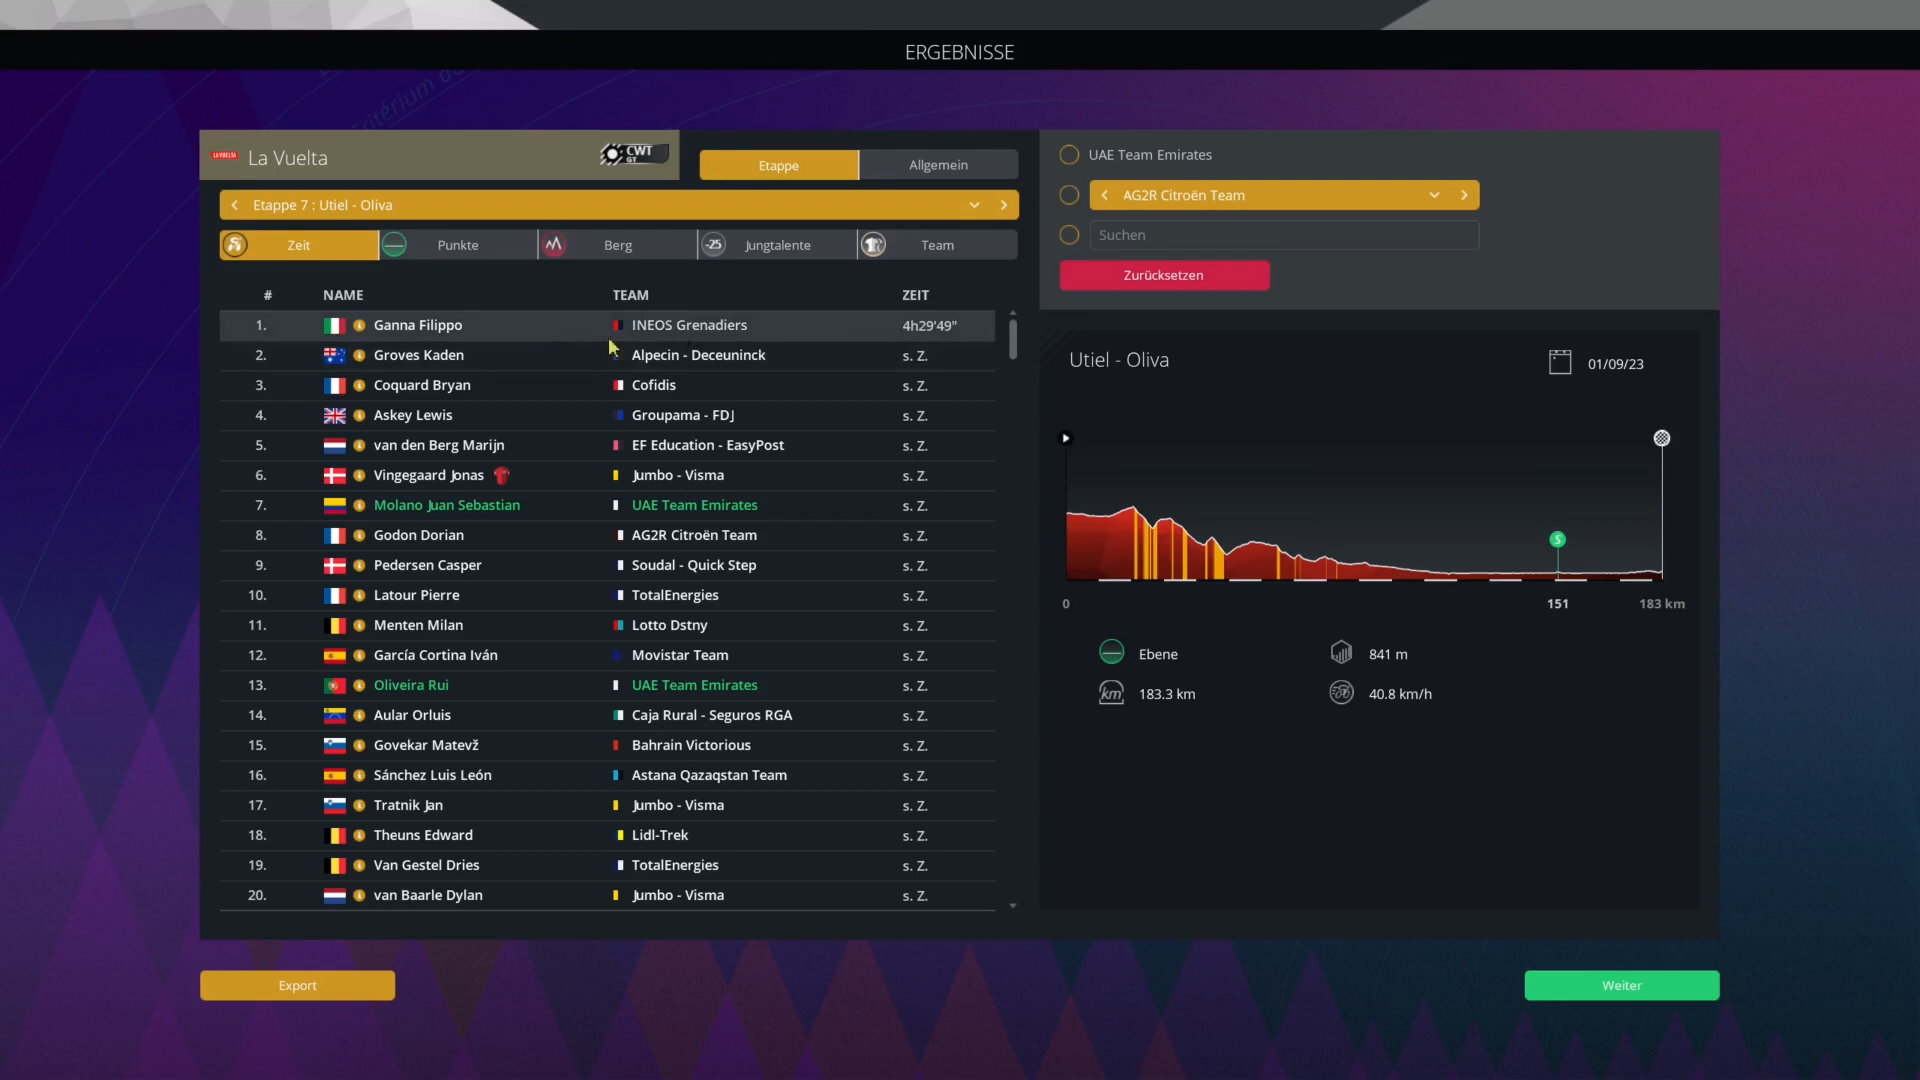 ERGEBNISSE
LA VUELTA
La Vuelta
CWT
GT
Etappe
Allgemein
Etappe 7 : Utiel - Oliva
Zeit
Punkte
Berg
-25
Jungtalente
Team
# NAME TEAM ZEIT
1. Ganna Filippo INEOS Grenadiers 4h29'49"
2. Groves Kaden Alpecin - Deceuninck s. Z.
3. Coquard Bryan Cofidis s. Z.
4. Askey Lewis Groupama - FDJ s. Z.
5. van den Berg Marijn EF Education - EasyPost s. Z.
6. Vingegaard Jonas Jumbo - Visma s. Z.
7. Molano Juan Sebastian UAE Team Emirates s. Z.
8. Godon Dorian AG2R Citroën Team s. Z.
9. Pedersen Casper Soudal - Quick Step s. Z.
10. Latour Pierre TotalEnergies s. Z.
11. Menten Milan Lotto Dstny s. Z.
12. García Cortina Iván Movistar Team s. Z.
13. Oliveira Rui UAE Team Emirates s. Z.
14. Aular Orluis Caja Rural - Seguros RGA s. Z.
15. Govekar Matevž Bahrain Victorious s. Z.
16. Sánchez Luis León Astana Qazaqstan Team s. Z.
17. Tratnik Jan Jumbo - Visma s. Z.
18. Theuns Edward Lidl-Trek s. Z.
19. Van Gestel Dries TotalEnergies s. Z.
20. van Baarle Dylan Jumbo - Visma s. Z.
UAE Team Emirates
AG2R Citroën Team
Suchen
Zurücksetzen
Utiel - Oliva
01/09/23
S
0 151 183 km
Ebene
841 m
km
183.3 km
40.8 km/h
Export
Weiter